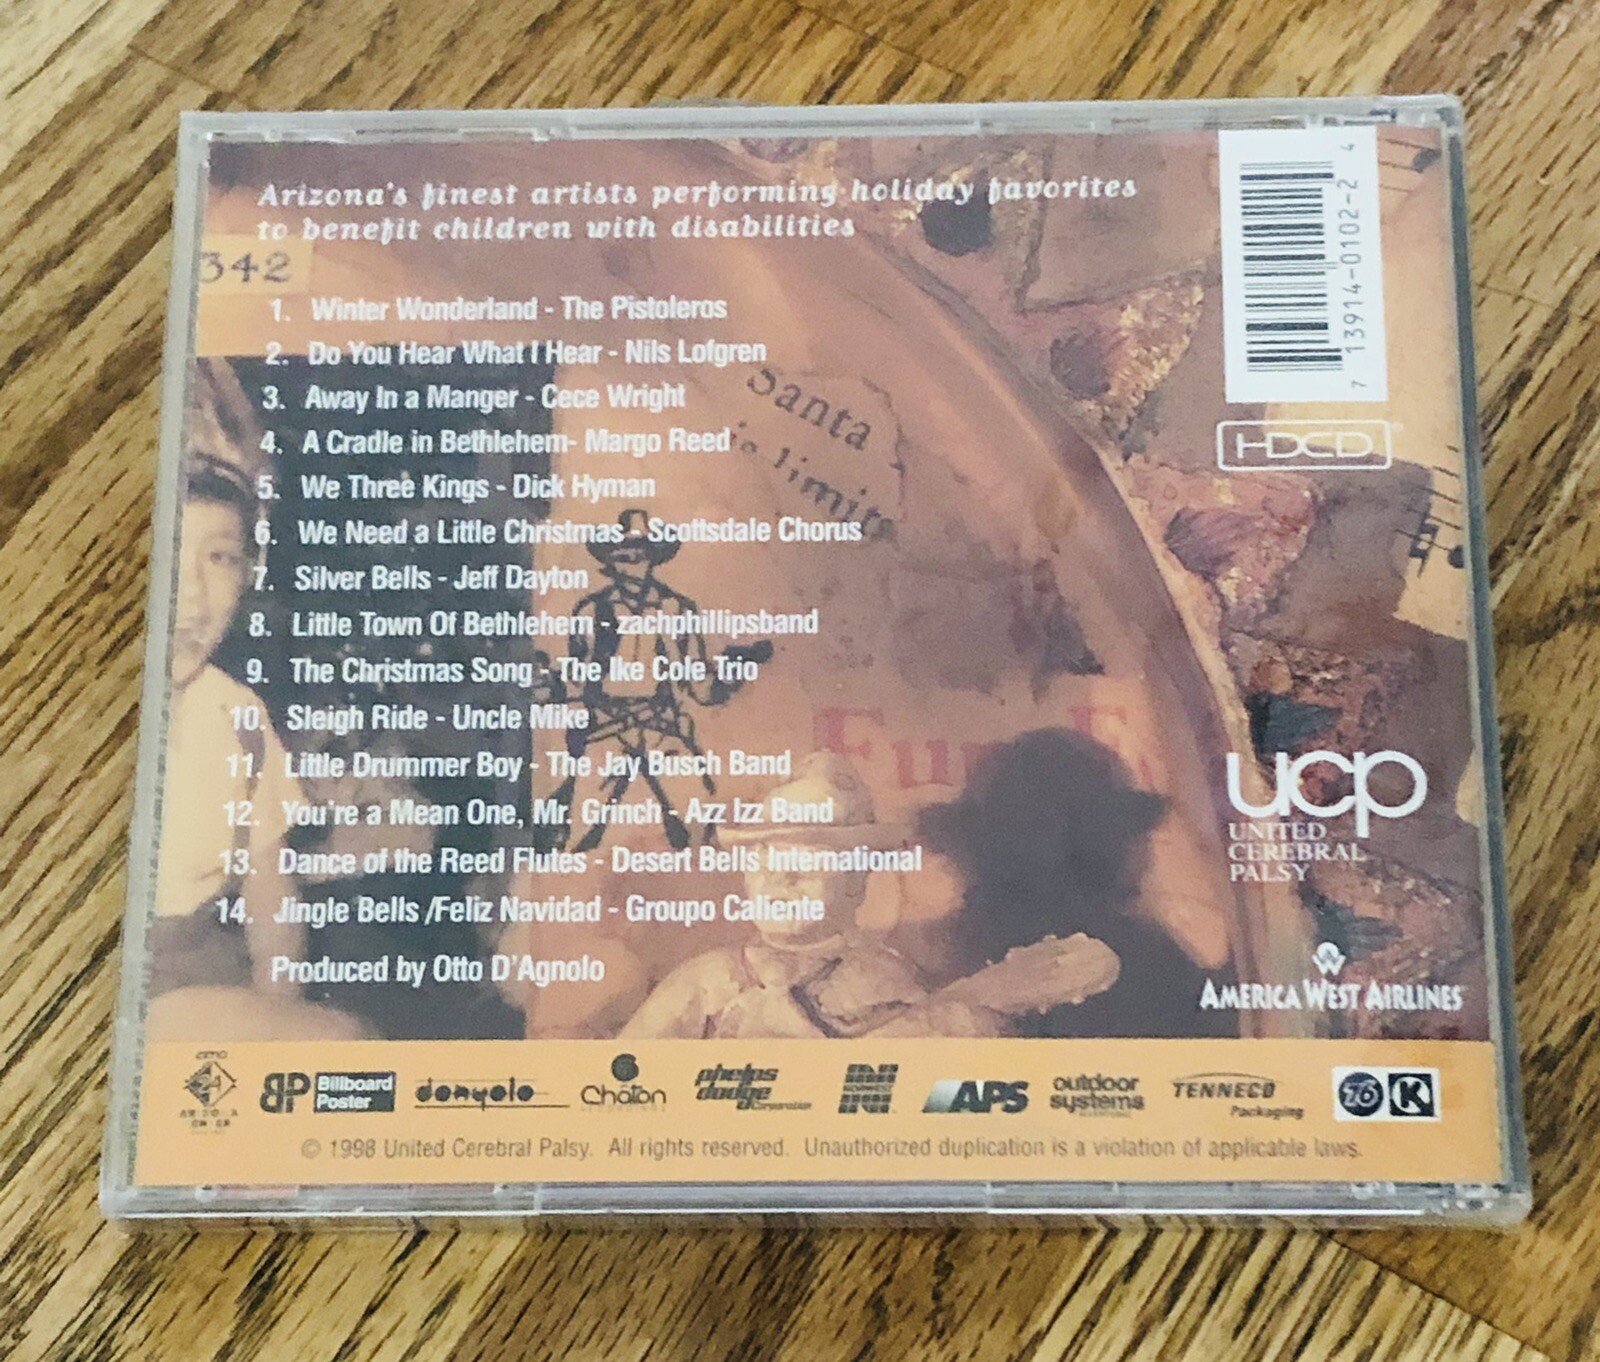 Arizona's finest artists performing holiday favorites
to benefit children with disabilities
342
1. Winter Wonderland - The Pistoleros
2. Do You Hear What I Hear - Nils Lofgren
3. Away In a Manger - Cece Wright
4. A Cradle in Bethlehem- Margo Reed
5. We Three Kings - Dick Hyman
6. We Need a Little Christmas - Scottsdale Chorus
7. Silver Bells - Jeff Dayton
8. Little Town Of Bethlehem - zachphillipsband
9. The Christmas Song - The Ike Cole Trio
10. Sleigh Ride - Uncle Mike
11. Little Drummer Boy - The Jay Busch Band
12. You're a Mean One, Mr. Grinch - Azz Izz Band
13. Dance of the Reed Flutes - Desert Bells International
14. Jingle Bells /Feliz Navidad - Groupo Caliente
Produced by Otto D'Agnolo
Santa
limits
Fun
7 13914-0102-2 4
HDCD
ucp
UNITED
CEREBRAL
PALSY
AMERICA WEST AIRLINES
BP Billboard
Poster
Chaton
phelps
dodge
Corporation
APS
outdoor
systems
TENNECO
Packaging
76
K
© 1998 United Cerebral Palsy. All rights reserved. Unauthorized duplication is a violation of applicable laws.